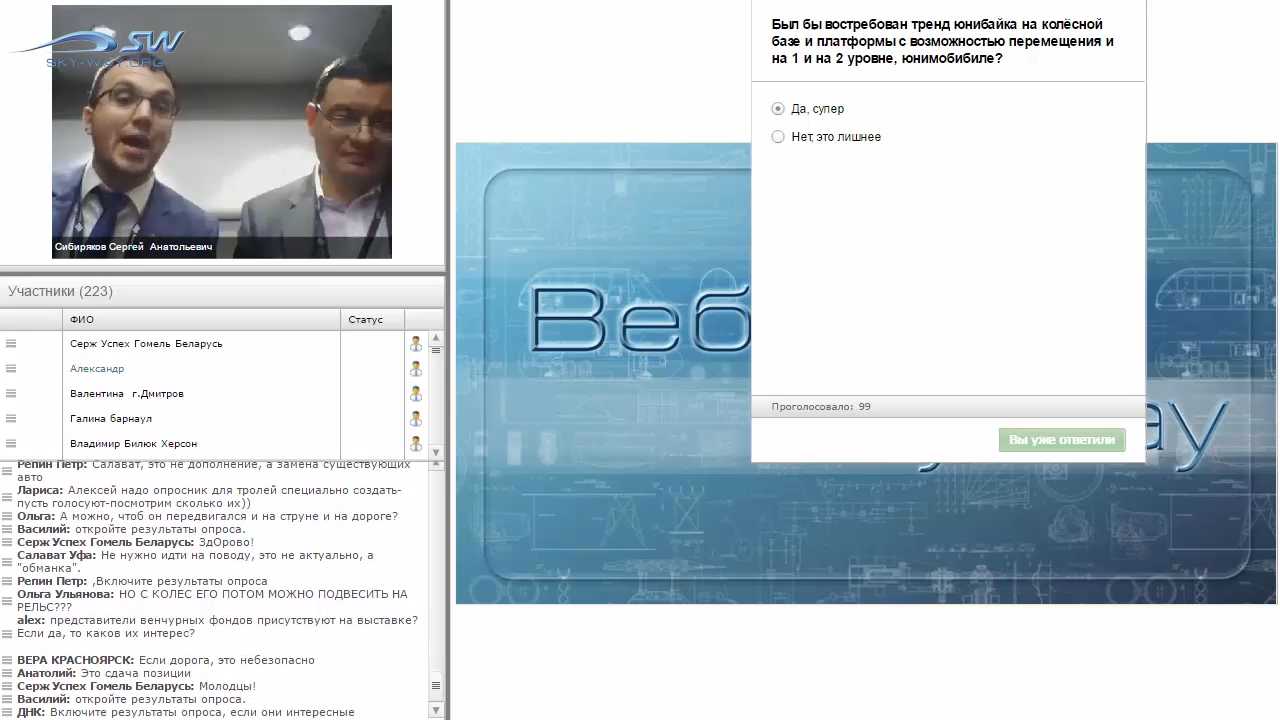 SW
SKY-WAY.ORG
Сибиряков Сергей Анатольевич
Участники (223)
ФИО
Статус
Серж Успех Гомель Беларусь
Александр
Валентина г.Дмитров
Галина барнаул
Владимир Билюк Херсон
Репин Петр: Салават, это не дополнение, а замена существующих
авто
Лариса: Алексей надо опросник для тролей специально создать-
пусть голосуют-посмотрим сколько их))
Ольга: А можно, чтоб он передвигался и на струне и на дороге?
Василий: откройте результаты опроса.
Серж Успех Гомель Беларусь: ЗдОрово!
Салават Уфа: Не нужно идти на поводу, это не актуально, а
"обманка".
Репин Петр: ,Включите результаты опроса
Ольга Ульянова: НО С КОЛЕС ЕГО ПОТОМ МОЖНО ПОДВЕСИТЬ НА
РЕЛЬС???
alex: представители венчурных фондов присутствуют на выставке?
Если да, то каков их интерес?
ВЕРА КРАСНОЯРСК: Если дорога, это небезопасно
Анатолий: Это сдача позиции
Серж Успех Гомель Беларусь: Молодцы!
Василий: откройте результаты опроса.
ДНК: Включите результаты опроса, если они интересные
Был бы востребован тренд юнибайка на колёсной
базе и платформы с возможностью перемещения и
на 1 и на 2 уровне, юнимобибиле?
Да, супер
Нет, это лишнее
Проголосовало: 99
Вы уже ответили
Веб
ay